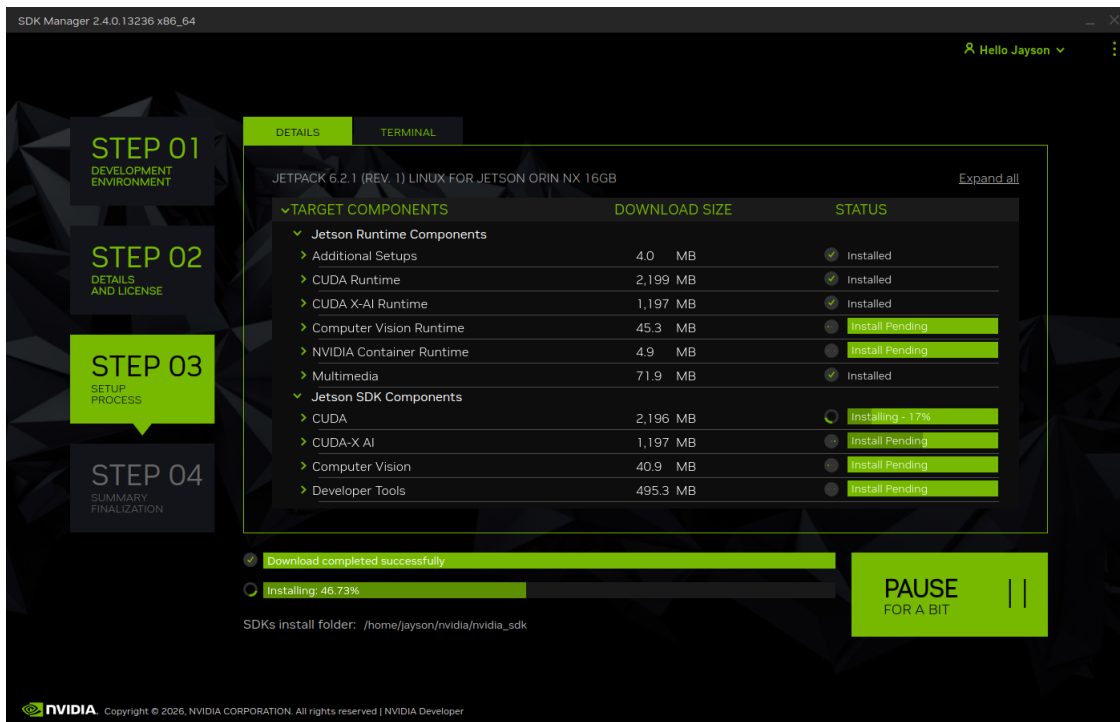 SDK Manager 2.4.0.13236 x86_64
Hello Jayson
STEP 01
DEVELOPMENT
ENVIRONMENT
STEP 02
DETAILS
AND LICENSE
STEP 03
SETUP
PROCESS
STEP 04
SUMMARY
FINALIZATION
DETAILS TERMINAL
JETPACK 6.2.1 (REV. 1) LINUX FOR JETSON ORIN NX 16GB Expand all
TARGET COMPONENTS DOWNLOAD SIZE STATUS
Jetson Runtime Components
Additional Setups 4.0 MB Installed
CUDA Runtime 2,199 MB Installed
CUDA X-AI Runtime 1,197 MB Installed
Computer Vision Runtime 45.3 MB Install Pending
NVIDIA Container Runtime 4.9 MB Install Pending
Multimedia 71.9 MB Installed
Jetson SDK Components
CUDA 2,196 MB Installing - 17%
CUDA-X AI 1,197 MB Install Pending
Computer Vision 40.9 MB Install Pending
Developer Tools 495.3 MB Install Pending
Download completed successfully
Installing: 46.73%
SDKs install folder: /home/jayson/nvidia/nvidia_sdk
PAUSE
FOR A BIT
NVIDIA. Copyright © 2026, NVIDIA CORPORATION. All rights reserved | NVIDIA Developer